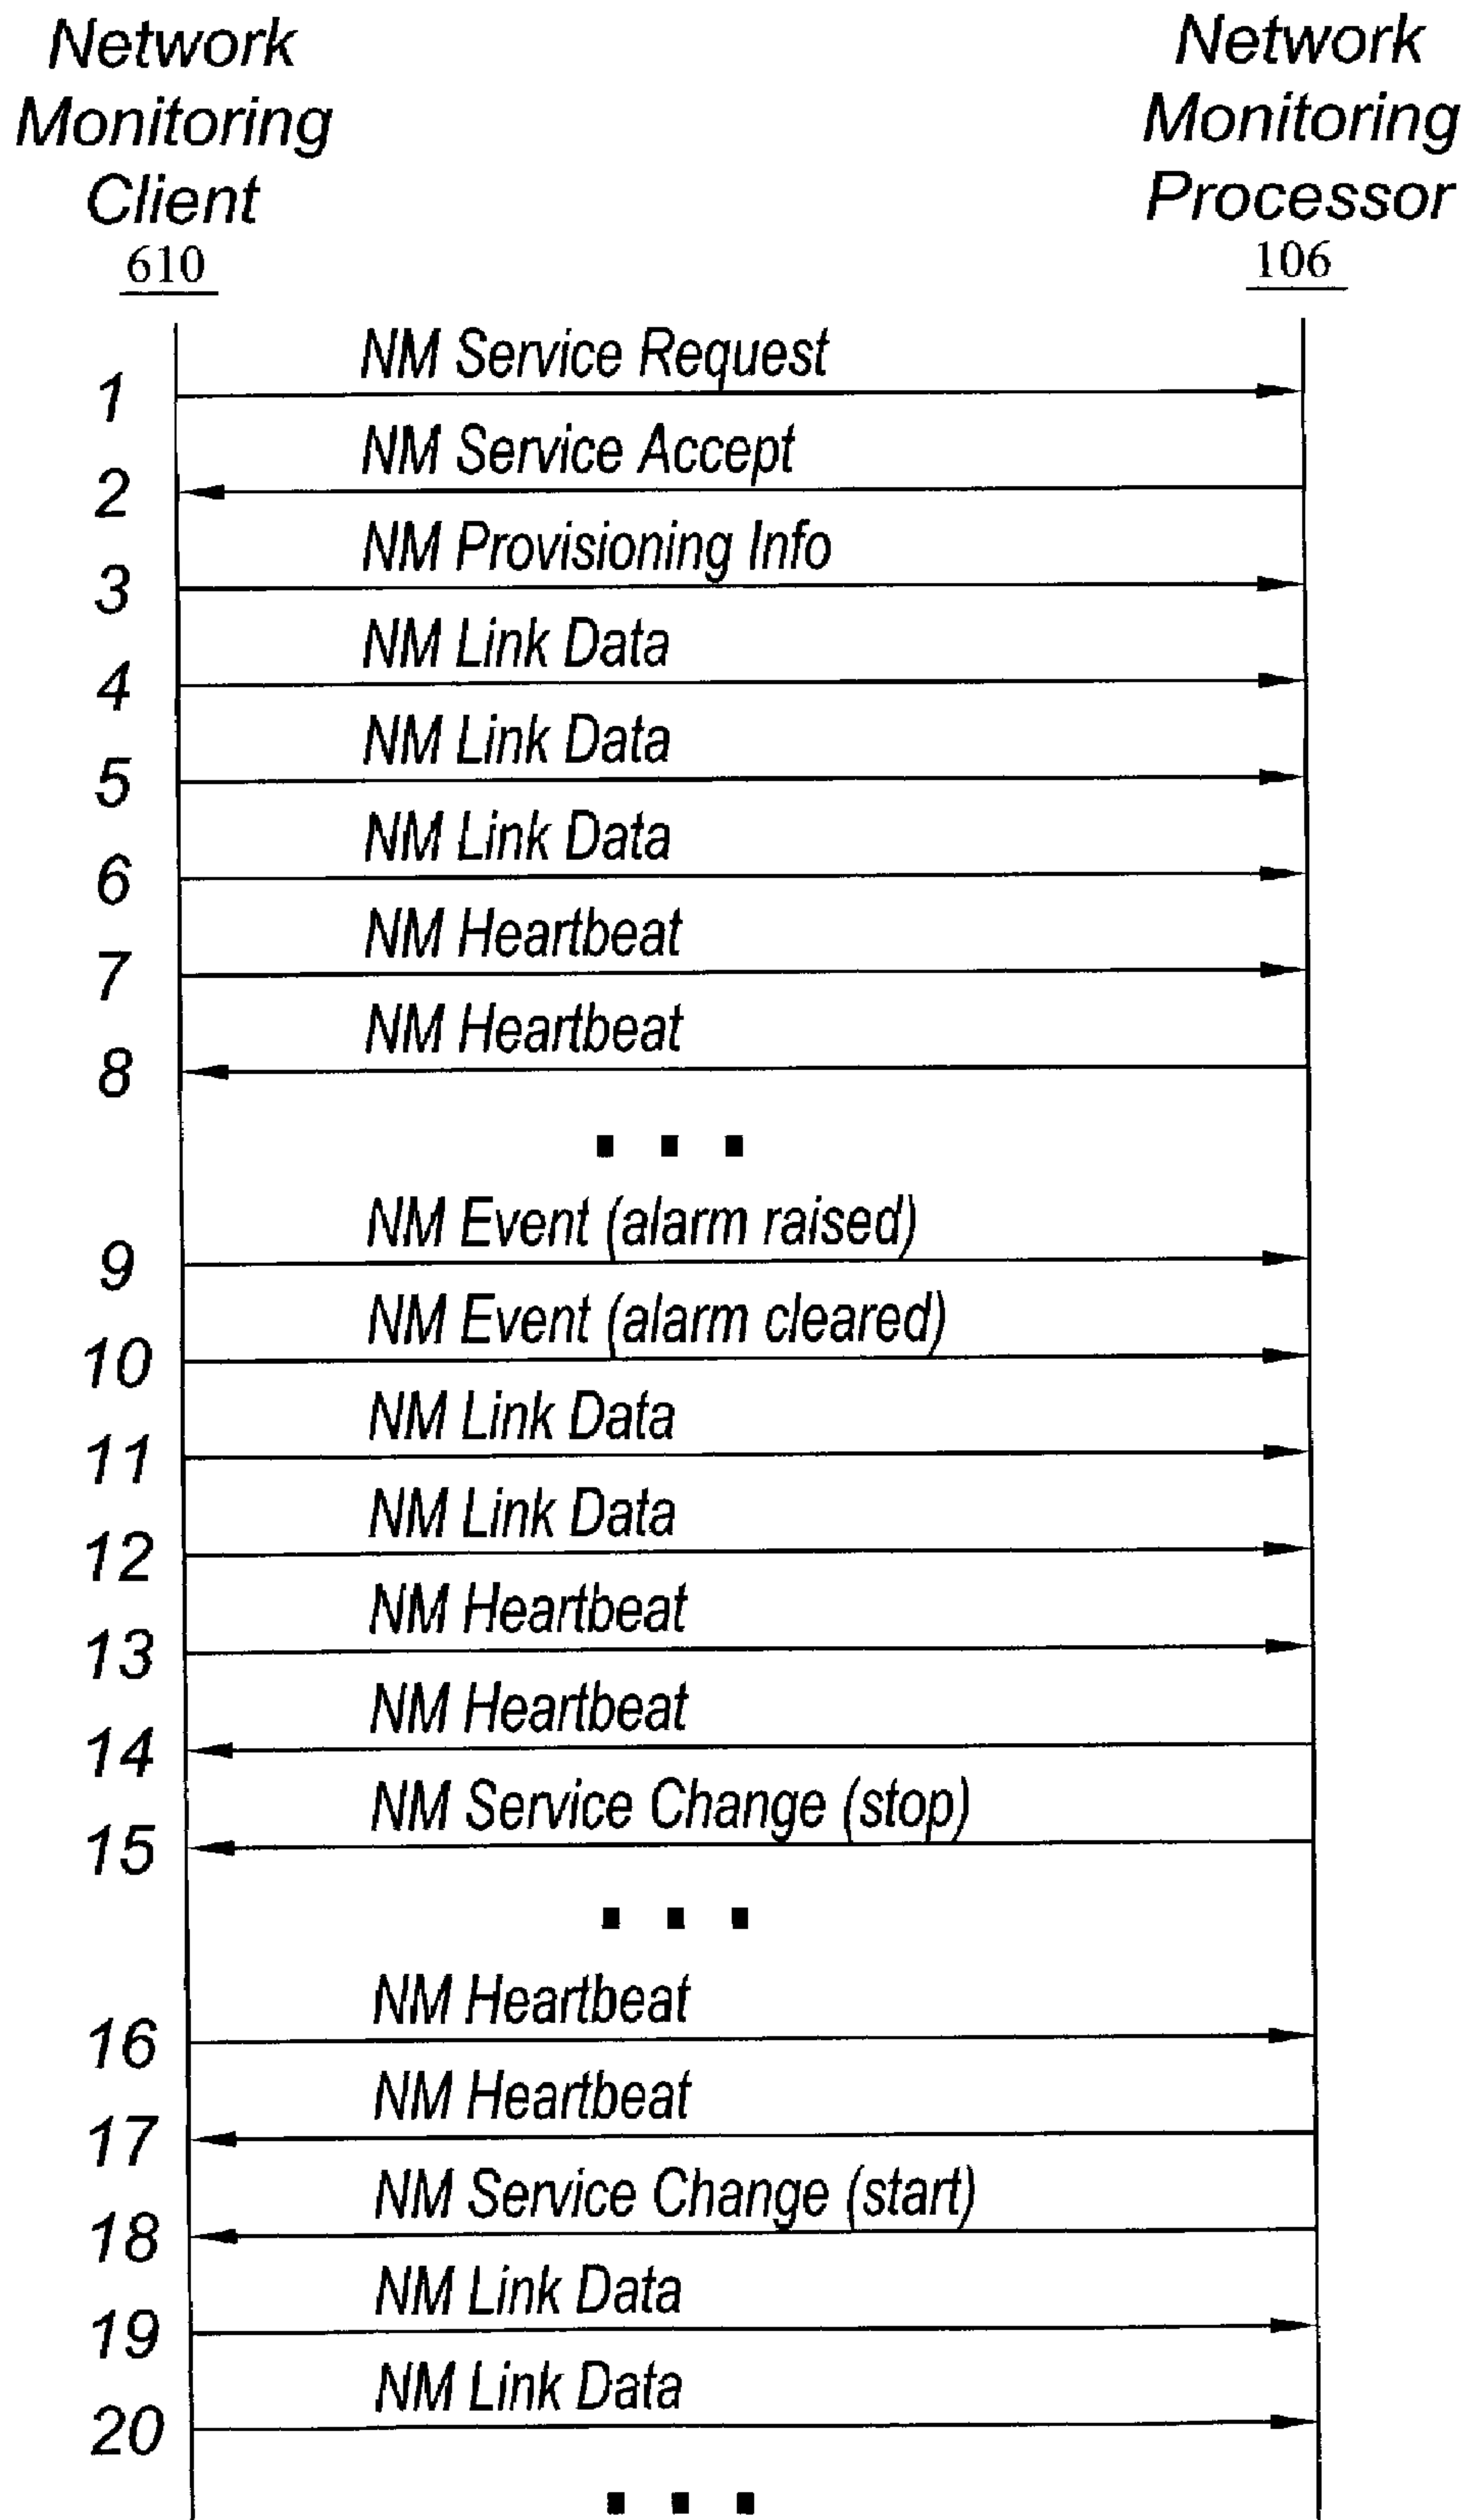 Network
Monitoring
Client
610
Network
Monitoring
Processor
106
1 NM Service Request
2 NM Service Accept
3 NM Provisioning Info
4 NM Link Data
5 NM Link Data
6 NM Link Data
7 NM Heartbeat
8 NM Heartbeat
. . .
9 NM Event (alarm raised)
10 NM Event (alarm cleared)
11 NM Link Data
12 NM Link Data
13 NM Heartbeat
14 NM Heartbeat
15 NM Service Change (stop)
. . .
16 NM Heartbeat
17 NM Heartbeat
18 NM Service Change (start)
19 NM Link Data
20 NM Link Data
. . .